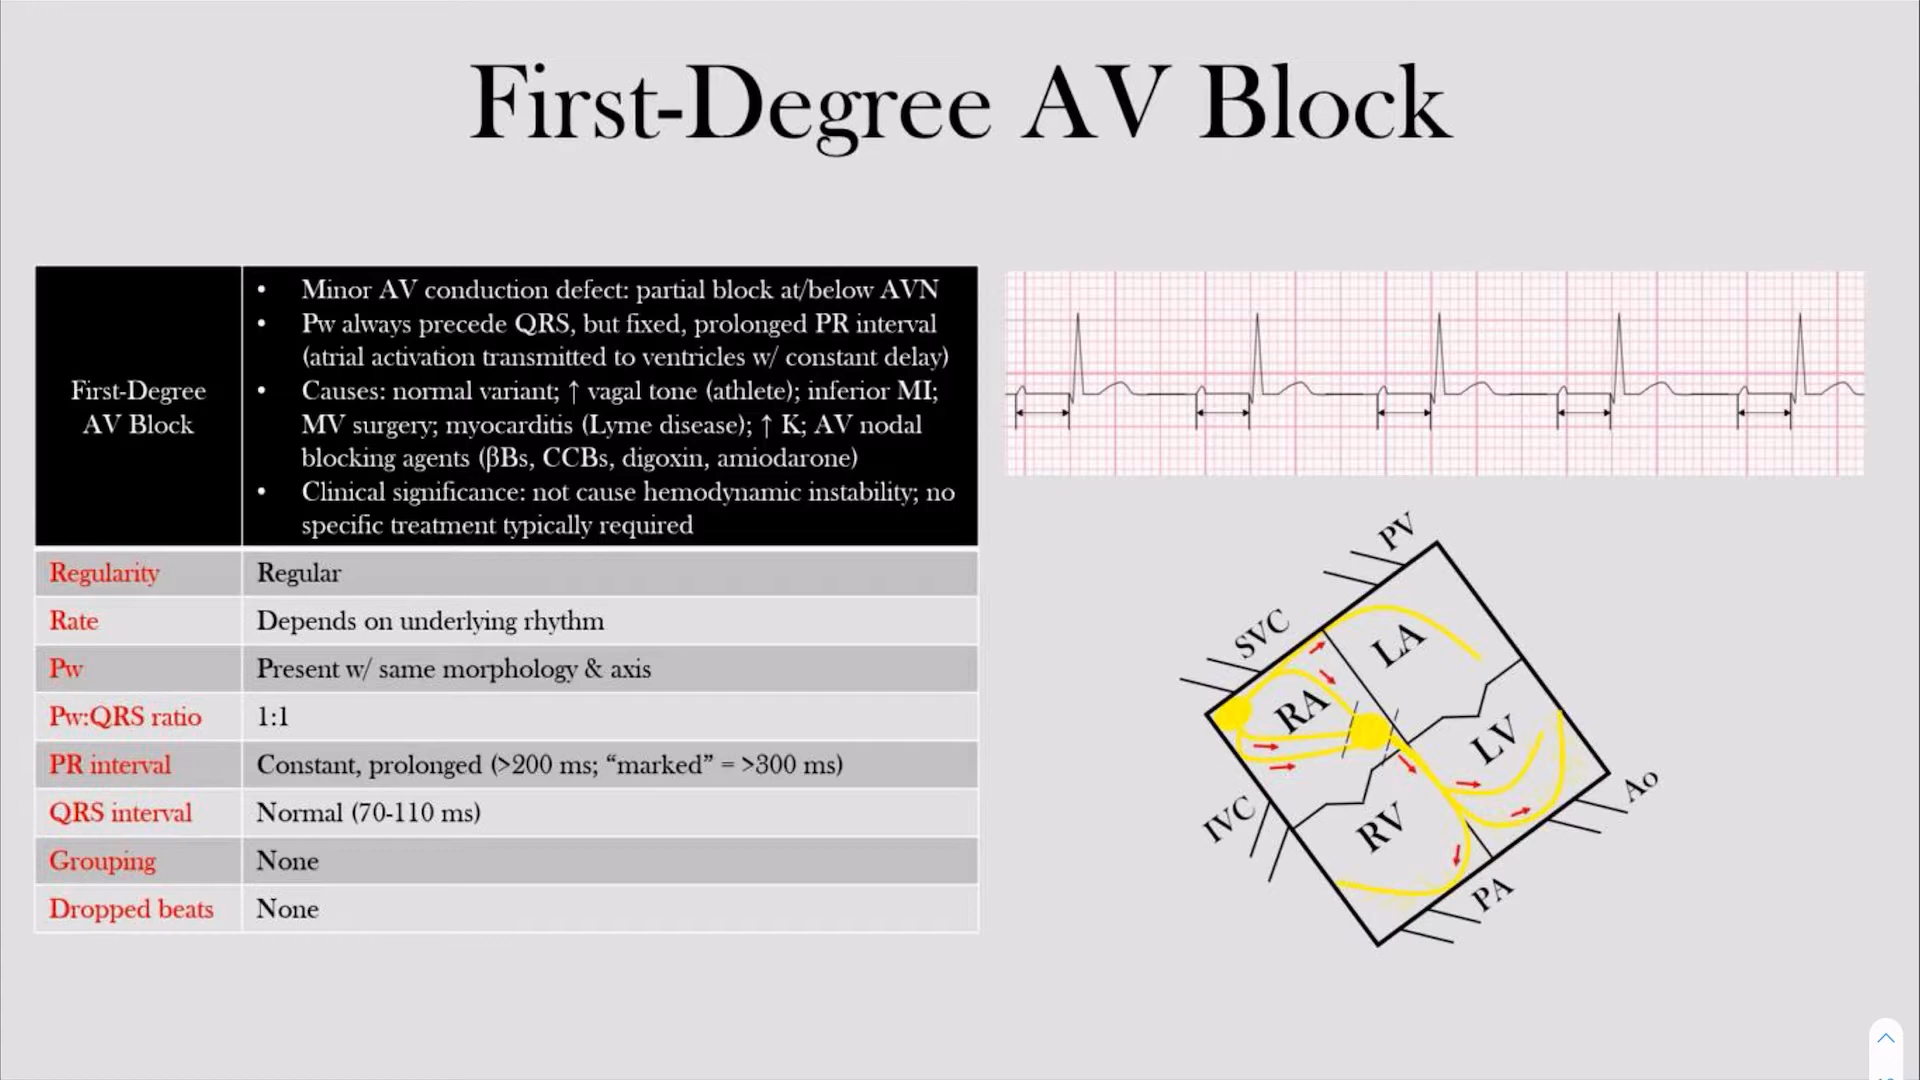 First-Degree AV Block
First-Degree
AV Block
• Minor AV conduction defect: partial block at/below AVN
• Pw always precede QRS, but fixed, prolonged PR interval
(atrial activation transmitted to ventricles w/ constant delay)
• Causes: normal variant; ↑ vagal tone (athlete); inferior MI;
MV surgery; myocarditis (Lyme disease); ↑ K; AV nodal
blocking agents (βBs, CCBs, digoxin, amiodarone)
• Clinical significance: not cause hemodynamic instability; no
specific treatment typically required
Regularity Regular
Rate Depends on underlying rhythm
Pw Present w/ same morphology & axis
Pw:QRS ratio 1:1
PR interval Constant, prolonged (>200 ms; “marked” = >300 ms)
QRS interval Normal (70-110 ms)
Grouping None
Dropped beats None
PV
SVC
LA
RA
LV
Ao
IVC
RV
PA